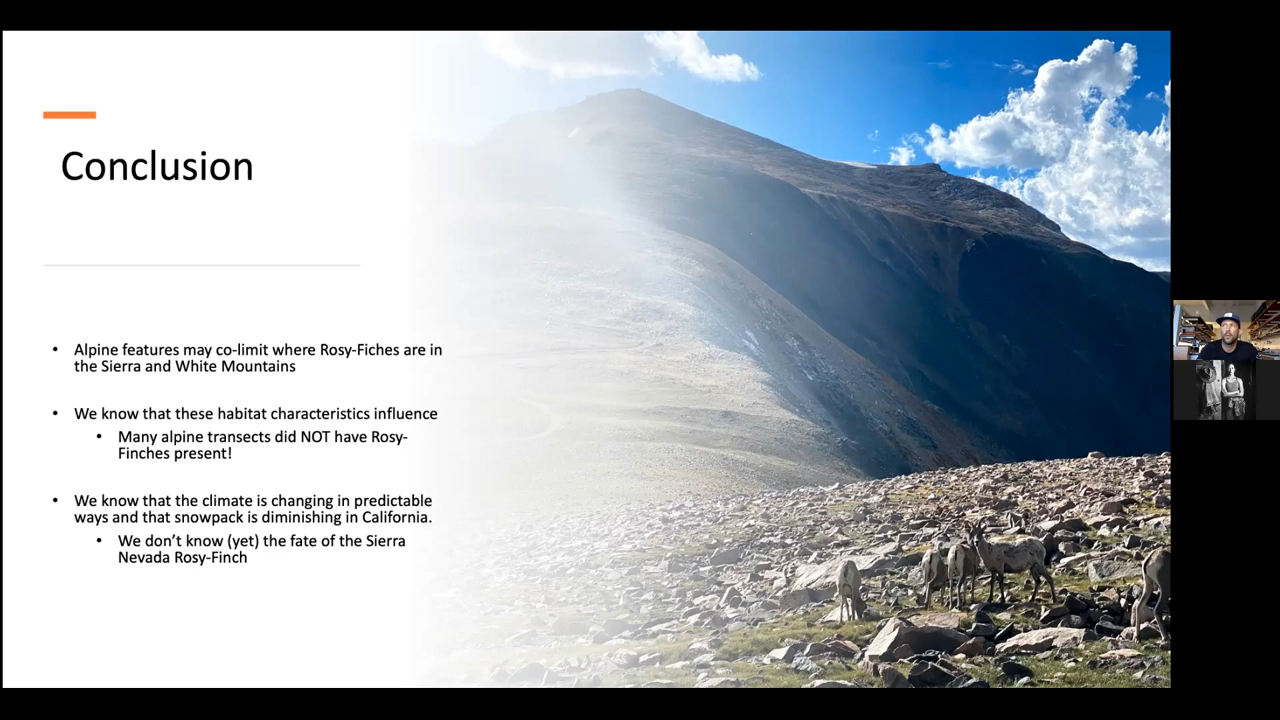 Conclusion
• Alpine features may co-limit where Rosy-Fiches are in
the Sierra and White Mountains
• We know that these habitat characteristics influence
• Many alpine transects did NOT have Rosy-
Finches present!
• We know that the climate is changing in predictable
ways and that snowpack is diminishing in California.
• We don’t know (yet) the fate of the Sierra
Nevada Rosy-Finch